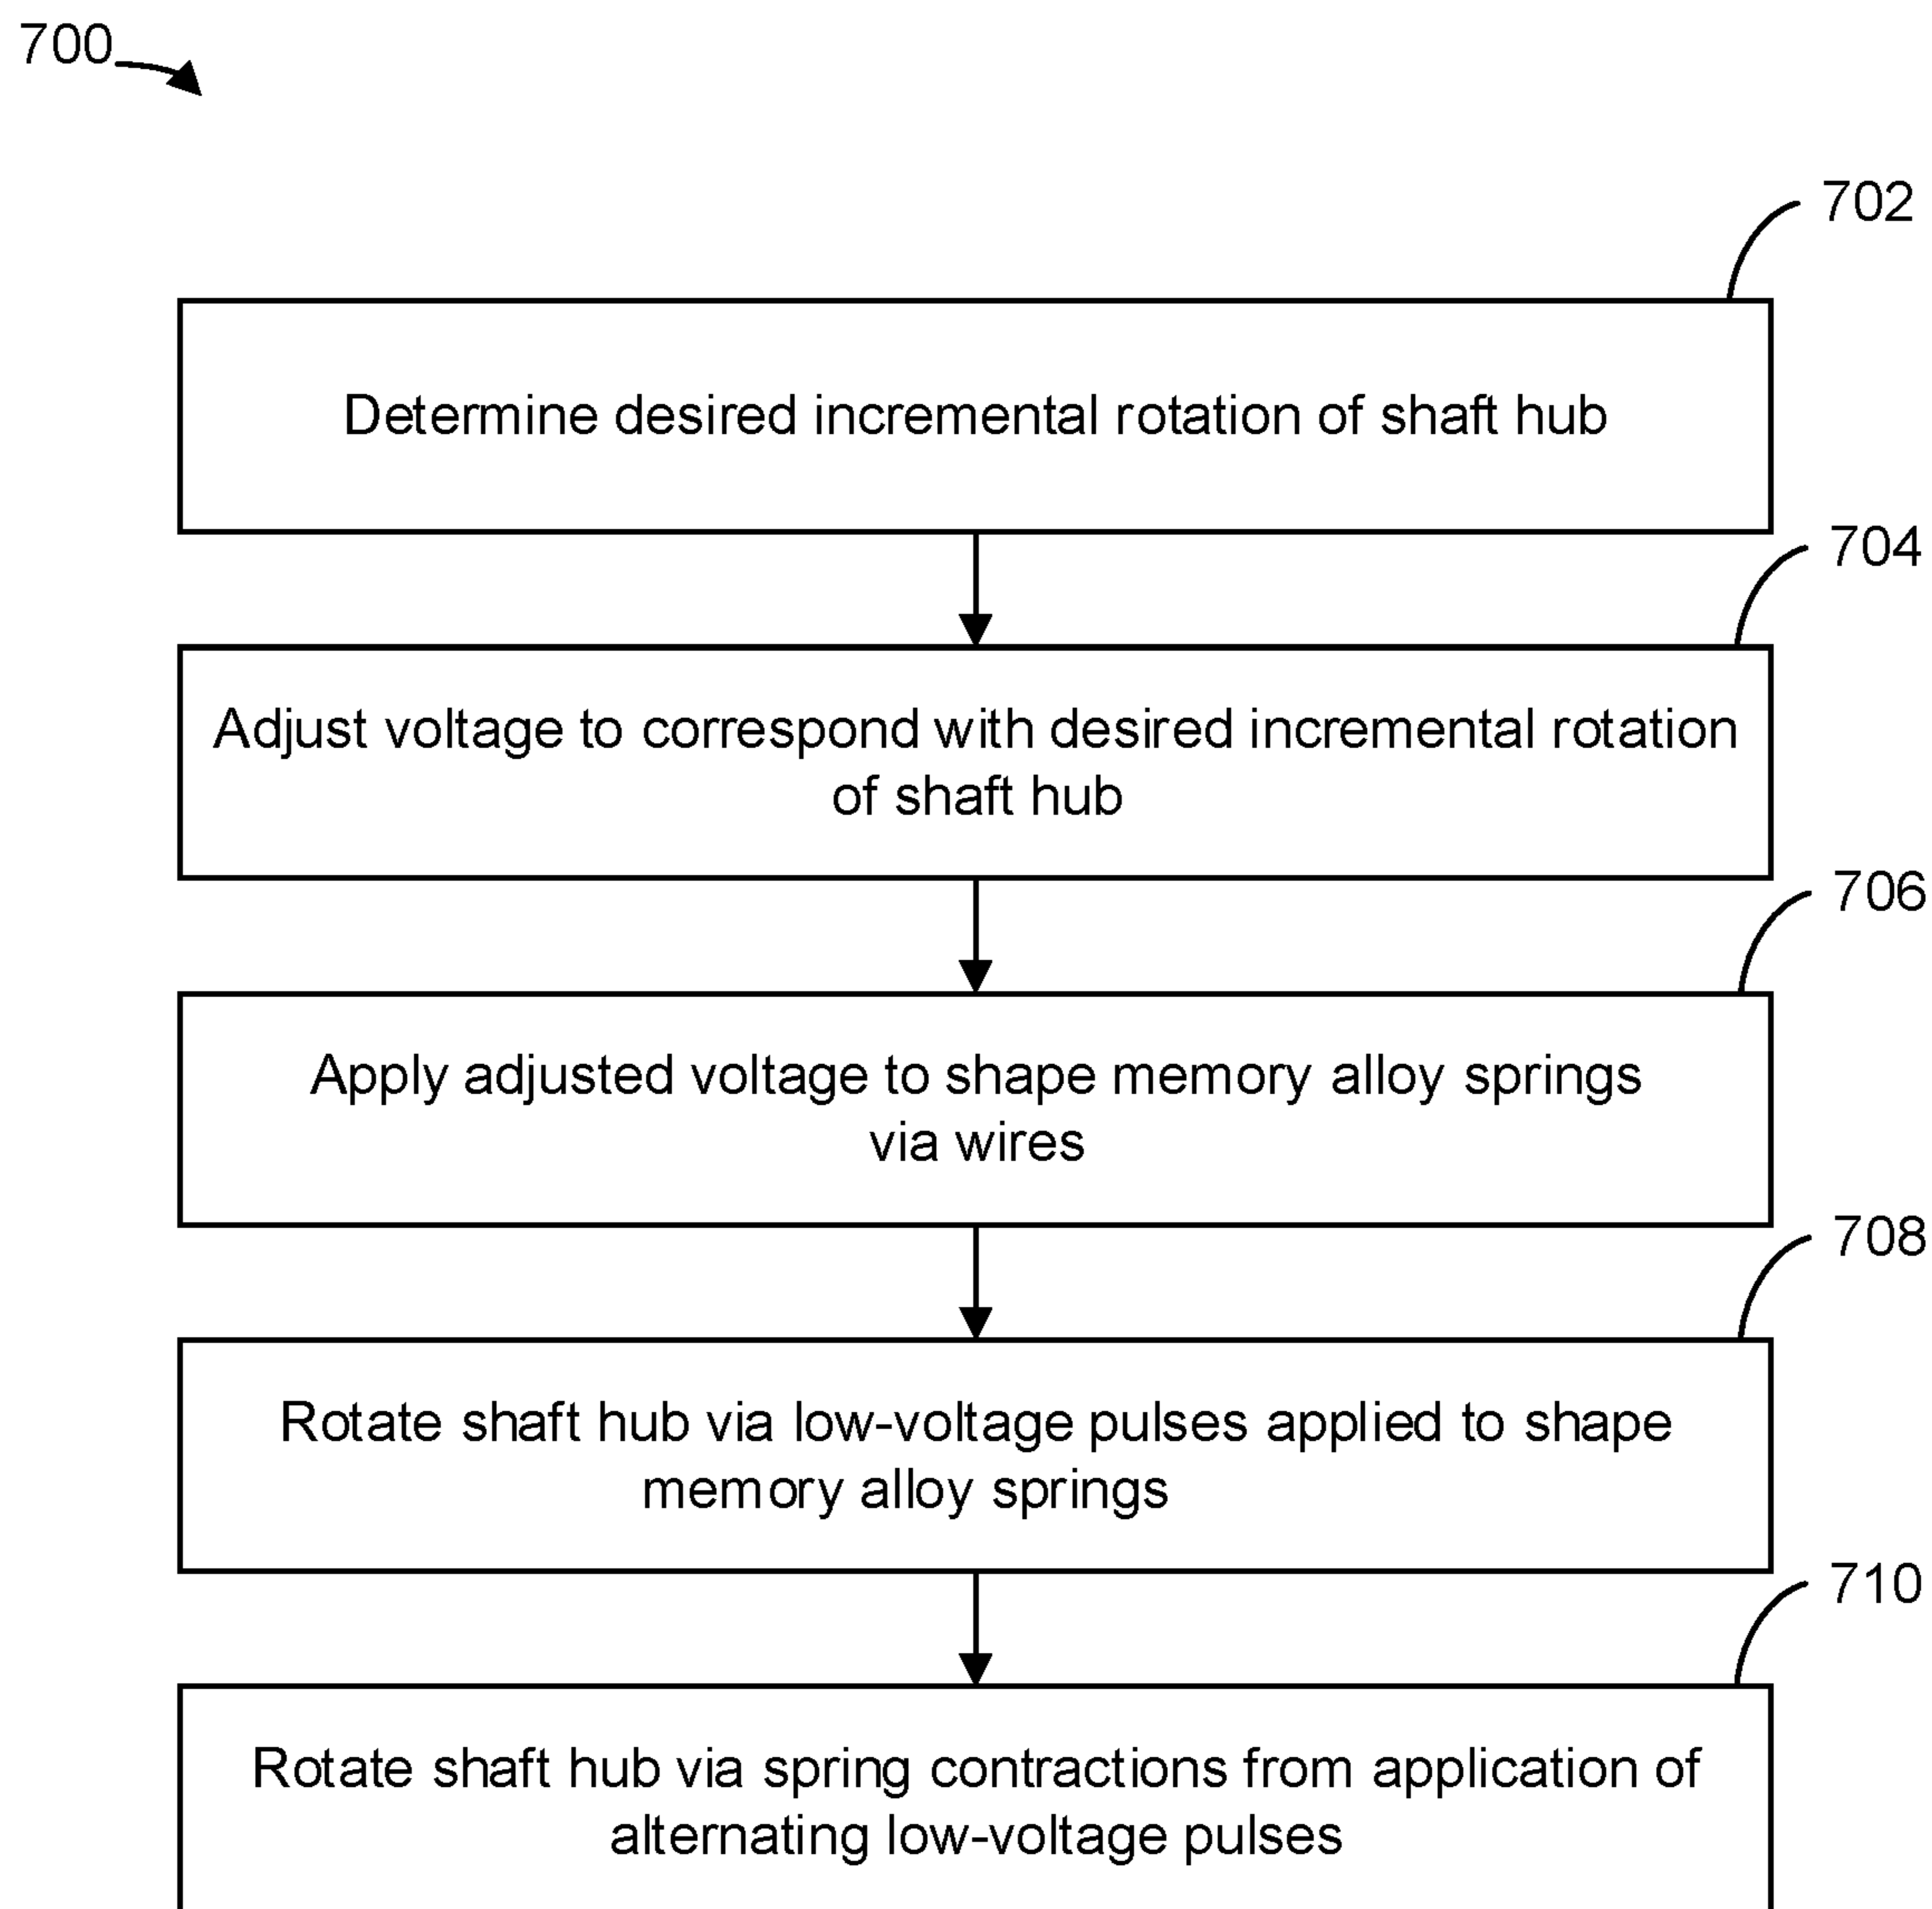 700
702
Determine desired incremental rotation of shaft hub
704
Adjust voltage to correspond with desired incremental rotation
of shaft hub
706
Apply adjusted voltage to shape memory alloy springs
via wires
708
Rotate shaft hub via low-voltage pulses applied to shape
memory alloy springs
710
Rotate shaft hub via spring contractions from application of
alternating low-voltage pulses